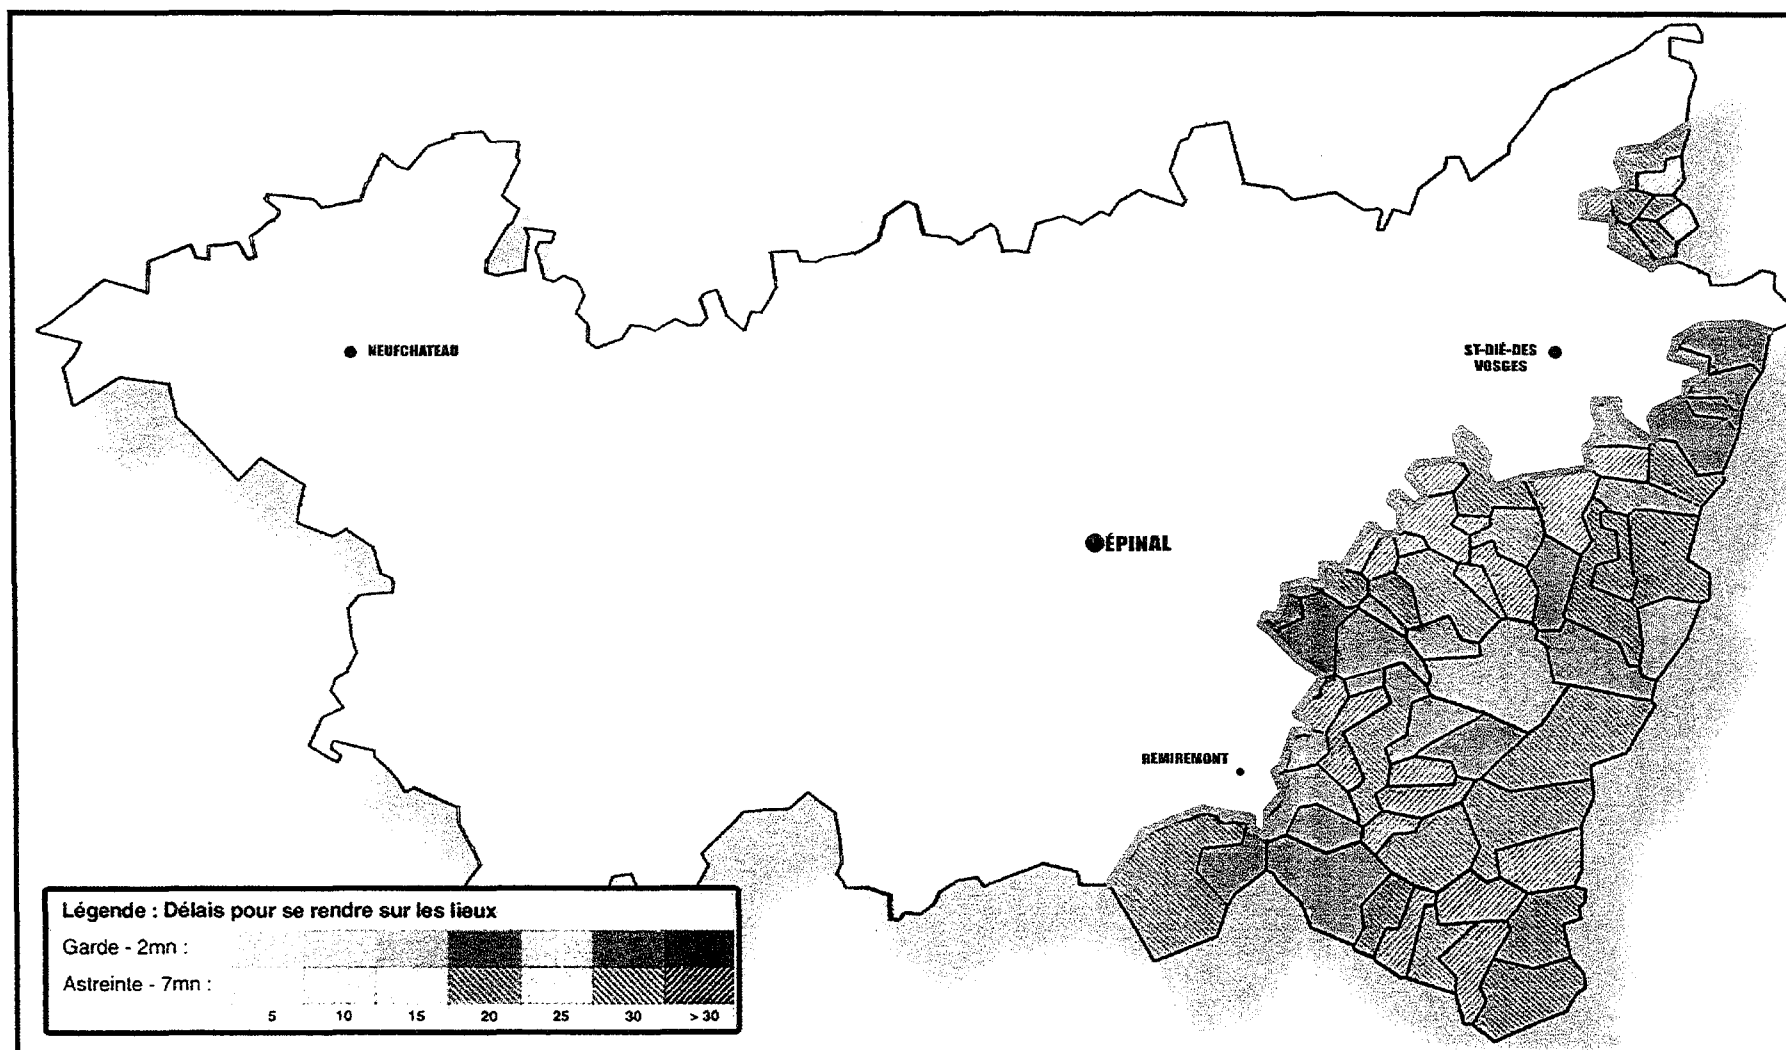 NEUFCHATEAU
ST-DIÉ-DES
VOSGES
ÉPINAL
REMIREMONT
Légende : Délais pour se rendre sur les lieux
Garde - 2mn :
Astreinte - 7mn :
5 10 15 20 25 30 > 30